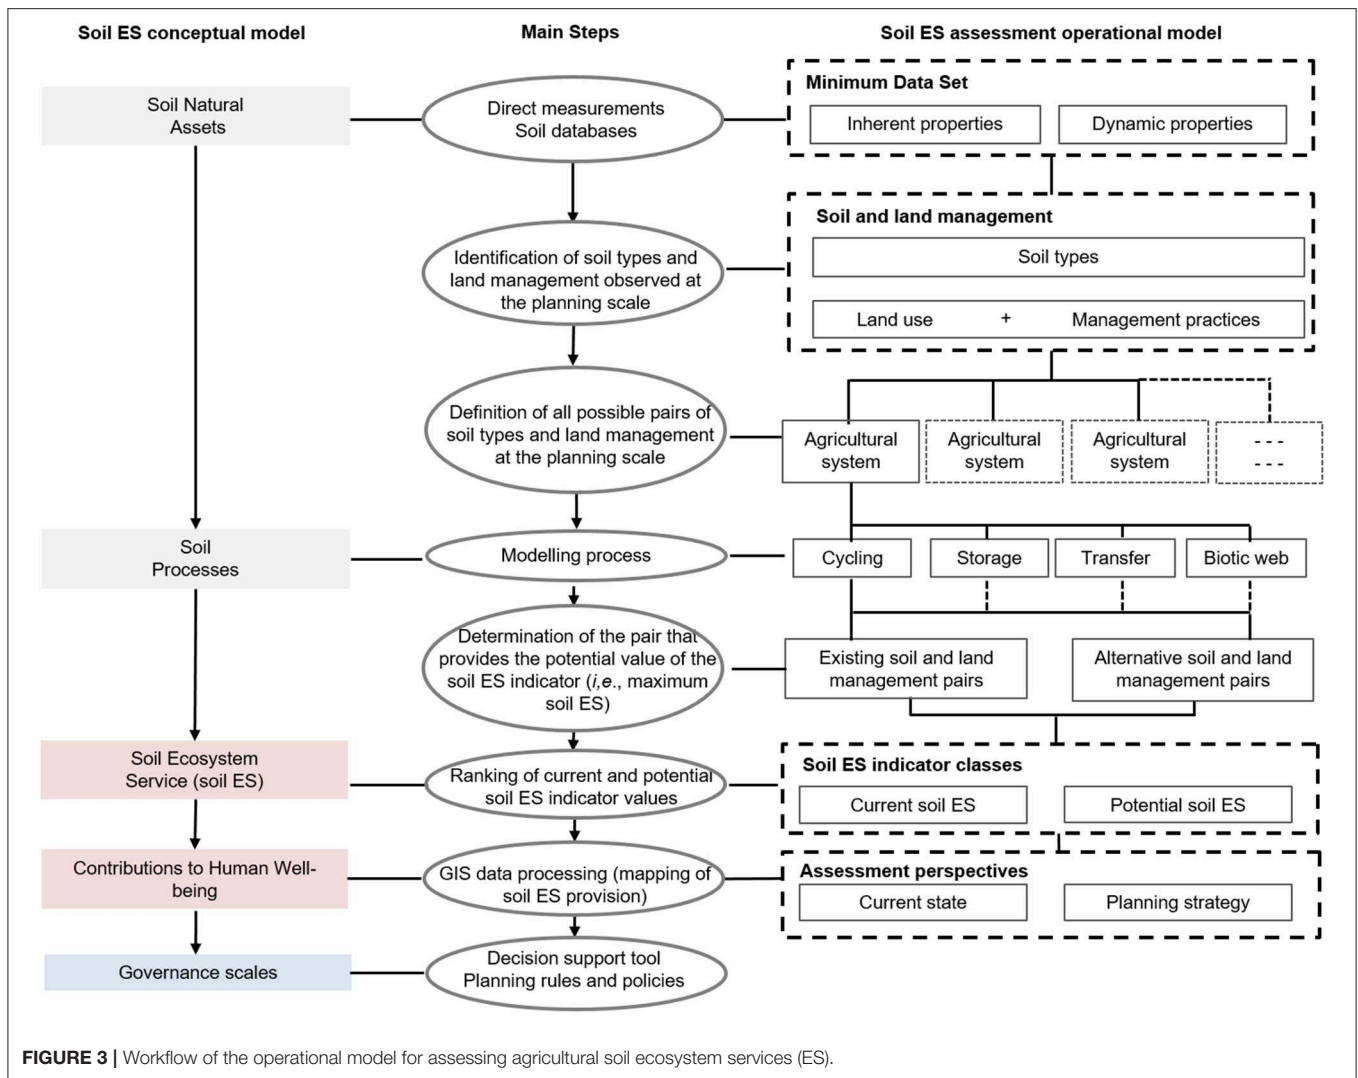 Soil ES conceptual model
Main Steps
Soil ES assessment operational model
Soil Natural
Assets
Direct measurements
Soil databases
Minimum Data Set
Inherent properties
Dynamic properties
Identification of soil types and
land management observed at
the planning scale
Soil and land management
Soil types
Land use + Management practices
Definition of all possible pairs of
soil types and land management
at the planning scale
Agricultural
system
Agricultural
system
Agricultural
system
- - -
- - -
Soil
Processes
Modelling process
Cycling
Storage
Transfer
Biotic web
Determination of the pair that
provides the potential value of the
soil ES indicator (i,e., maximum
soil ES)
Existing soil and land
management pairs
Alternative soil and land
management pairs
Soil Ecosystem
Service (soil ES)
Ranking of current and potential
soil ES indicator values
Soil ES indicator classes
Current soil ES
Potential soil ES
Contributions to Human Well-
being
GIS data processing (mapping of
soil ES provision)
Assessment perspectives
Current state
Planning strategy
Governance scales
Decision support tool
Planning rules and policies
FIGURE 3 | Workflow of the operational model for assessing agricultural soil ecosystem services (ES).